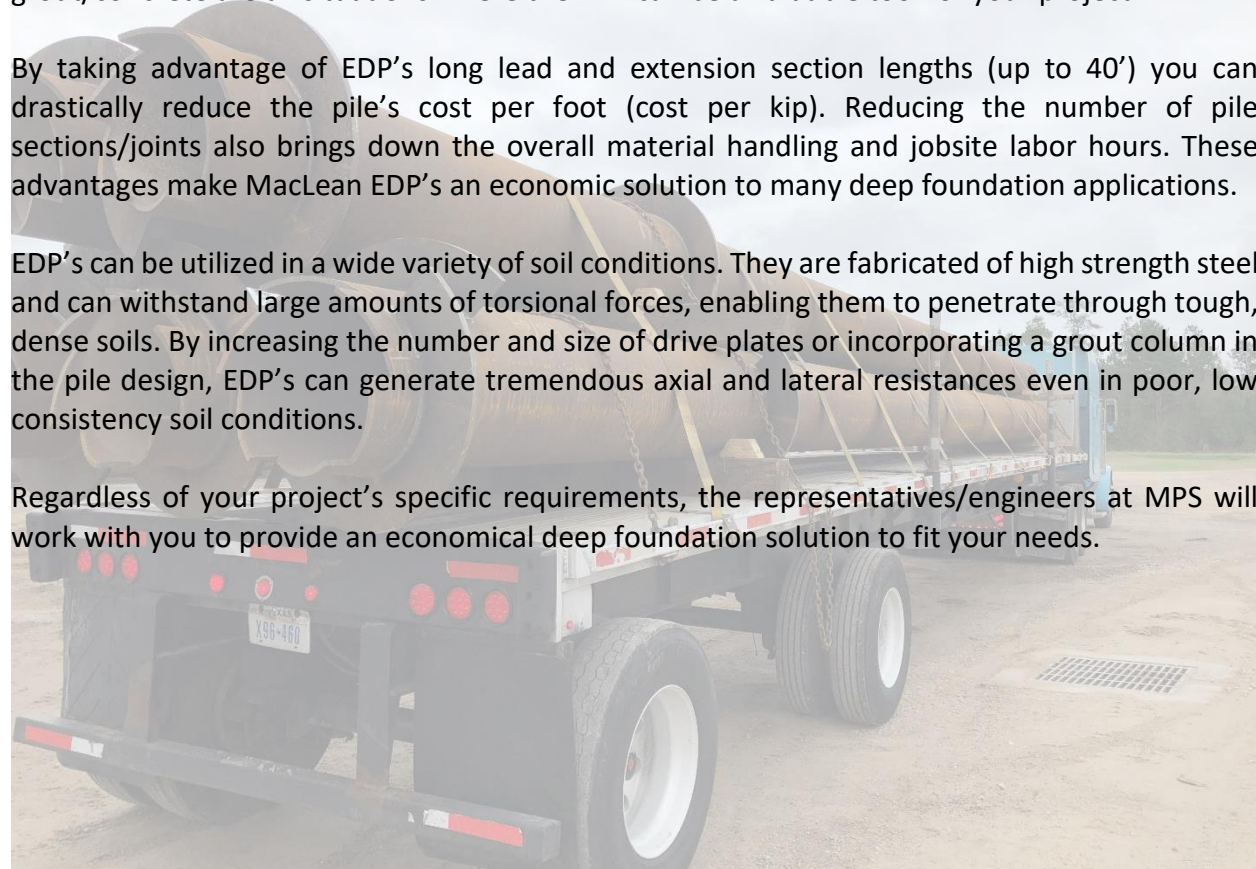 By taking advantage of EDP’s long lead and extension section lengths (up to 40’) you can
drastically reduce the pile’s cost per foot (cost per kip). Reducing the number of pile
sections/joints also brings down the overall material handling and jobsite labor hours. These
advantages make MacLean EDP’s an economic solution to many deep foundation applications.
EDP’s can be utilized in a wide variety of soil conditions. They are fabricated of high strength steel
and can withstand large amounts of torsional forces, enabling them to penetrate through tough,
dense soils. By increasing the number and size of drive plates or incorporating a grout column in
the pile design, EDP’s can generate tremendous axial and lateral resistances even in poor, low
consistency soil conditions.
Regardless of your project’s specific requirements, the representatives/engineers at MPS will
work with you to provide an economical deep foundation solution to fit your needs.
X96*460